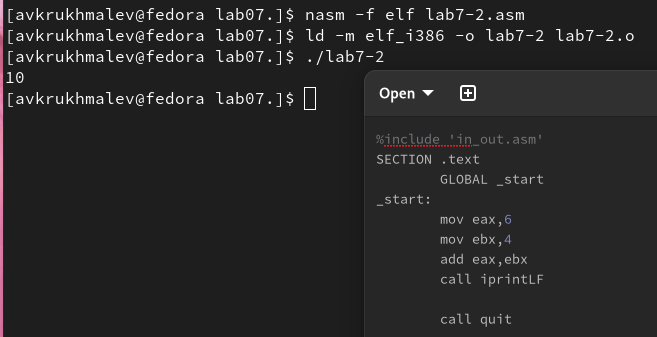 [avkrukhmalev@fedora lab07.]$ nasm -f elf lab7-2.asm
[avkrukhmalev@fedora lab07.]$ ld -m elf_i386 -o lab7-2 lab7-2.o
[avkrukhmalev@fedora lab07.]$ ./lab7-2
10
[avkrukhmalev@fedora lab07.]$
Open
%include 'in_out.asm'
SECTION .text
GLOBAL _start
_start:
mov eax,6
mov ebx,4
add eax,ebx
call iprintLF
call quit